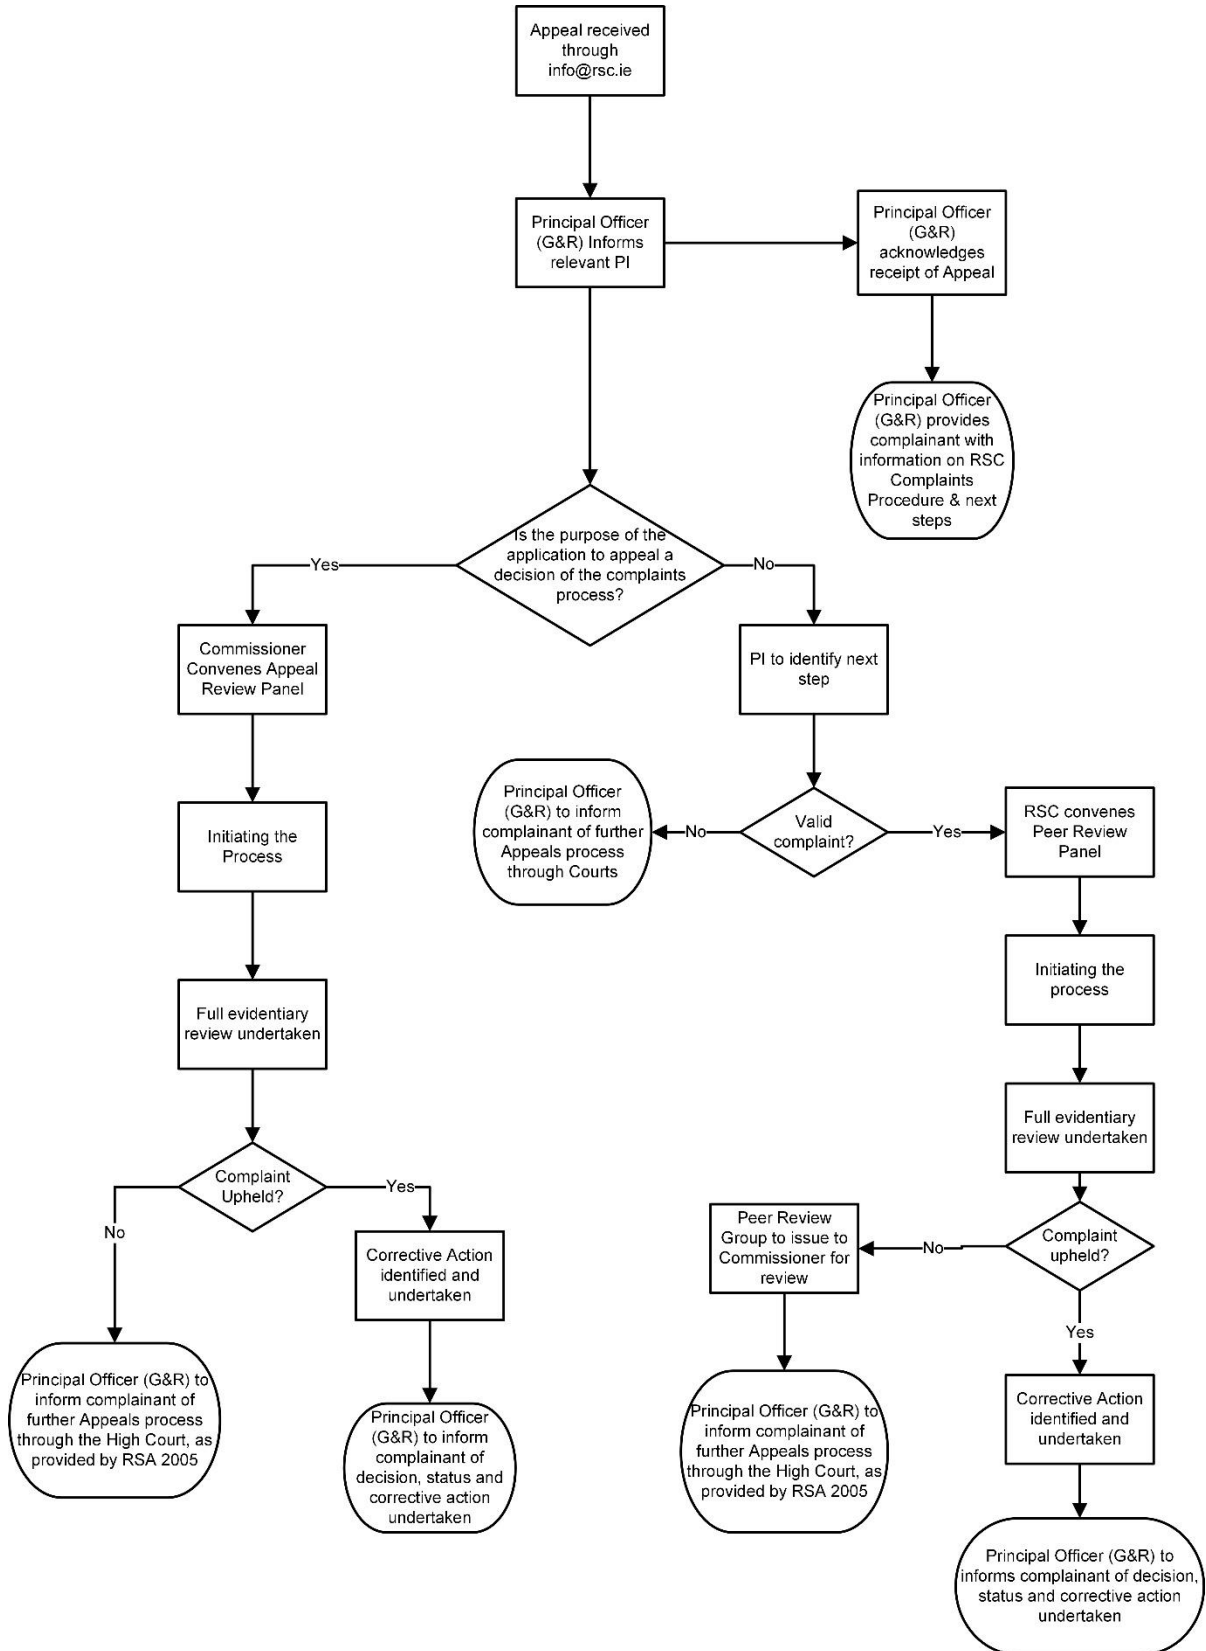 Appeal received
through
info@rsc.ie
Principal Officer
(G&R) Informs
relevant PI
Principal Officer
(G&R)
acknowledges
receipt of Appeal
Principal Officer
(G&R) provides
complainant with
information on RSC
Complaints
Procedure & next
steps
Is the purpose of the
application to appeal a
decision of the complaints
process?
Yes
No
Commissioner
Convenes Appeal
Review Panel
PI to identify next
step
Initiating the
Process
Principal Officer
(G&R) to inform
complainant of further
Appeals process
through Courts
No
Valid
complaint?
Yes
RSC convenes
Peer Review
Panel
Full evidentiary
review undertaken
Initiating the
process
Full evidentiary
review undertaken
Complaint
Upheld?
Yes
No
Corrective Action
identified and
undertaken
Peer Review
Group to issue to
Commissioner for
review
No
Complaint
upheld?
Yes
Principal Officer (G&R) to
inform complainant of
further Appeals process
through the High Court, as
provided by RSA 2005
Principal Officer
(G&R) to inform
complainant of
decision, status and
corrective action
undertaken
Principal Officer (G&R) to
inform complainant of
further Appeals process
through the High Court, as
provided by RSA 2005
Corrective Action
identified and
undertaken
Principal Officer (G&R) to
informs complainant of decision,
status and corrective action
undertaken